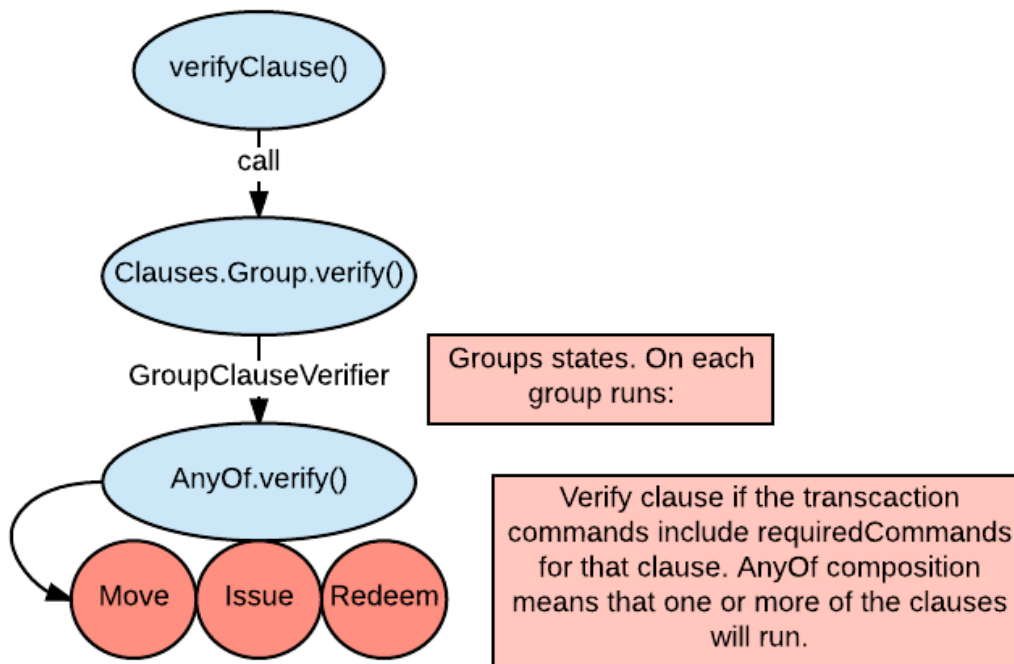 verifyClause()
call
Clauses.Group.verify()
GroupClauseVerifier
Groups states. On each
group runs:
AnyOf.verify()
Move
Issue
Redeem
Verify clause if the transcaction
commands include requiredCommands
for that clause. AnyOf composition
means that one or more of the clauses
will run.